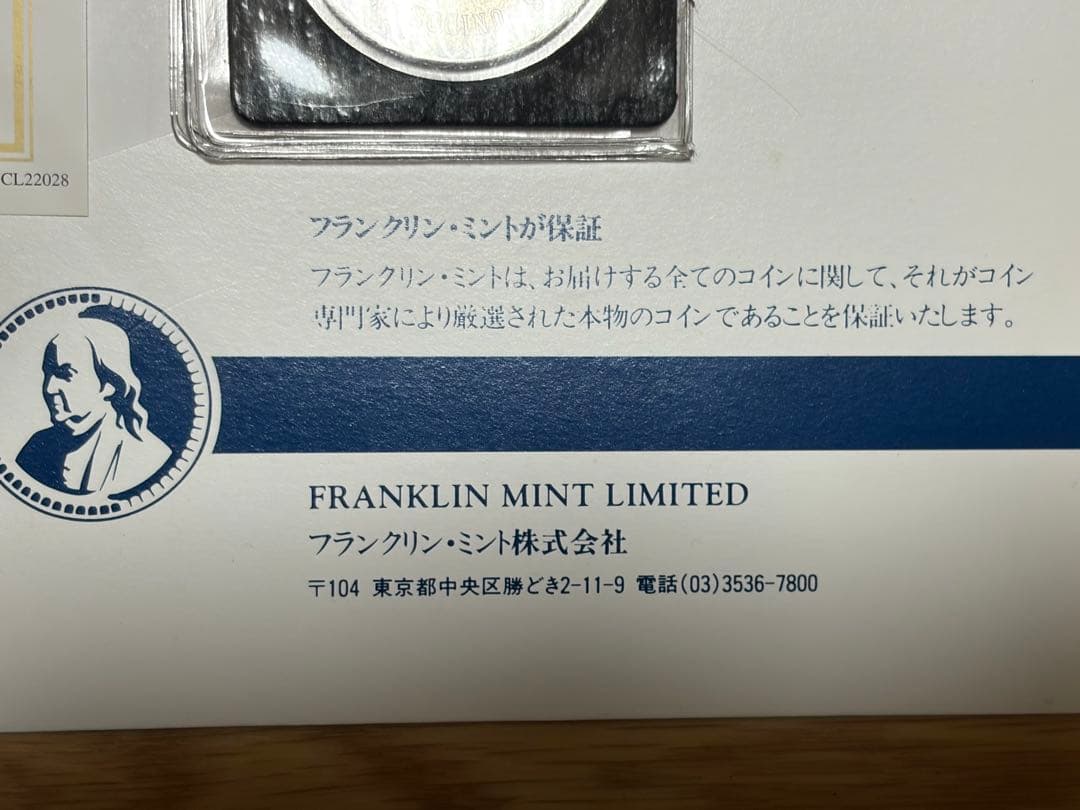 CL22028
フランクリン・ミントが保証
フランクリン・ミントは、お届けする全てのコインに関して、それがコイン
専門家により厳選された本物のコインであることを保証いたします。
FRANKLIN MINT LIMITED
フランクリン・ミント株式会社
〒104 東京都中央区勝どき2-11-9 電話(03)3536-7800